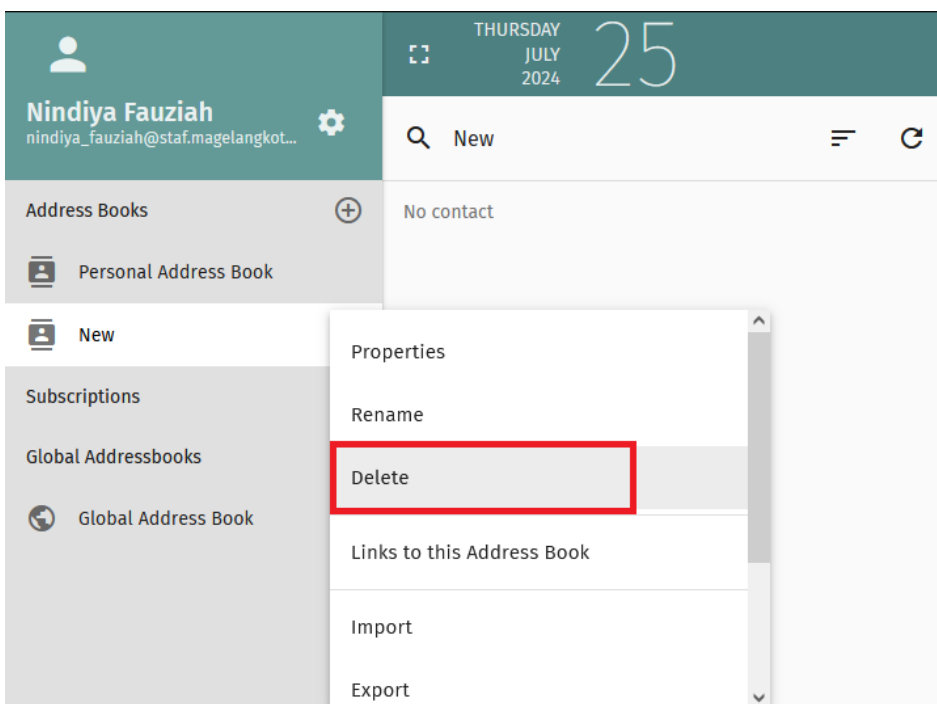 Nindiya Fauziah
nindiya_fauziah@staf.magelangkot...
THURSDAY
JULY
2024
25
New
Address Books
Personal Address Book
New
Subscriptions
Global Addressbooks
Global Address Book
No contact
Properties
Rename
Delete
Links to this Address Book
Import
Export